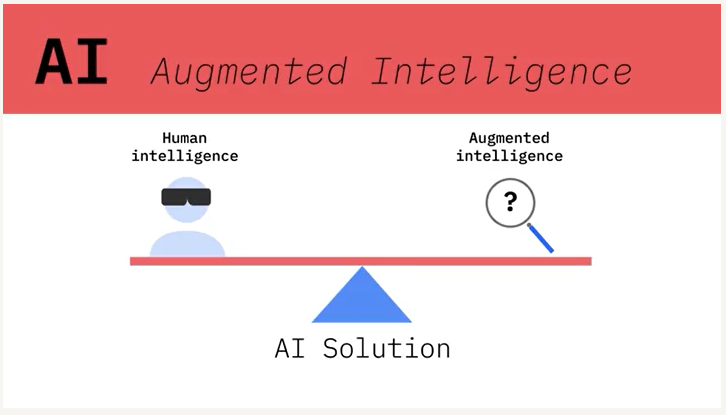 AI Augmented Intelligence
Human
intelligence
Augmented
intelligence
?
AI Solution